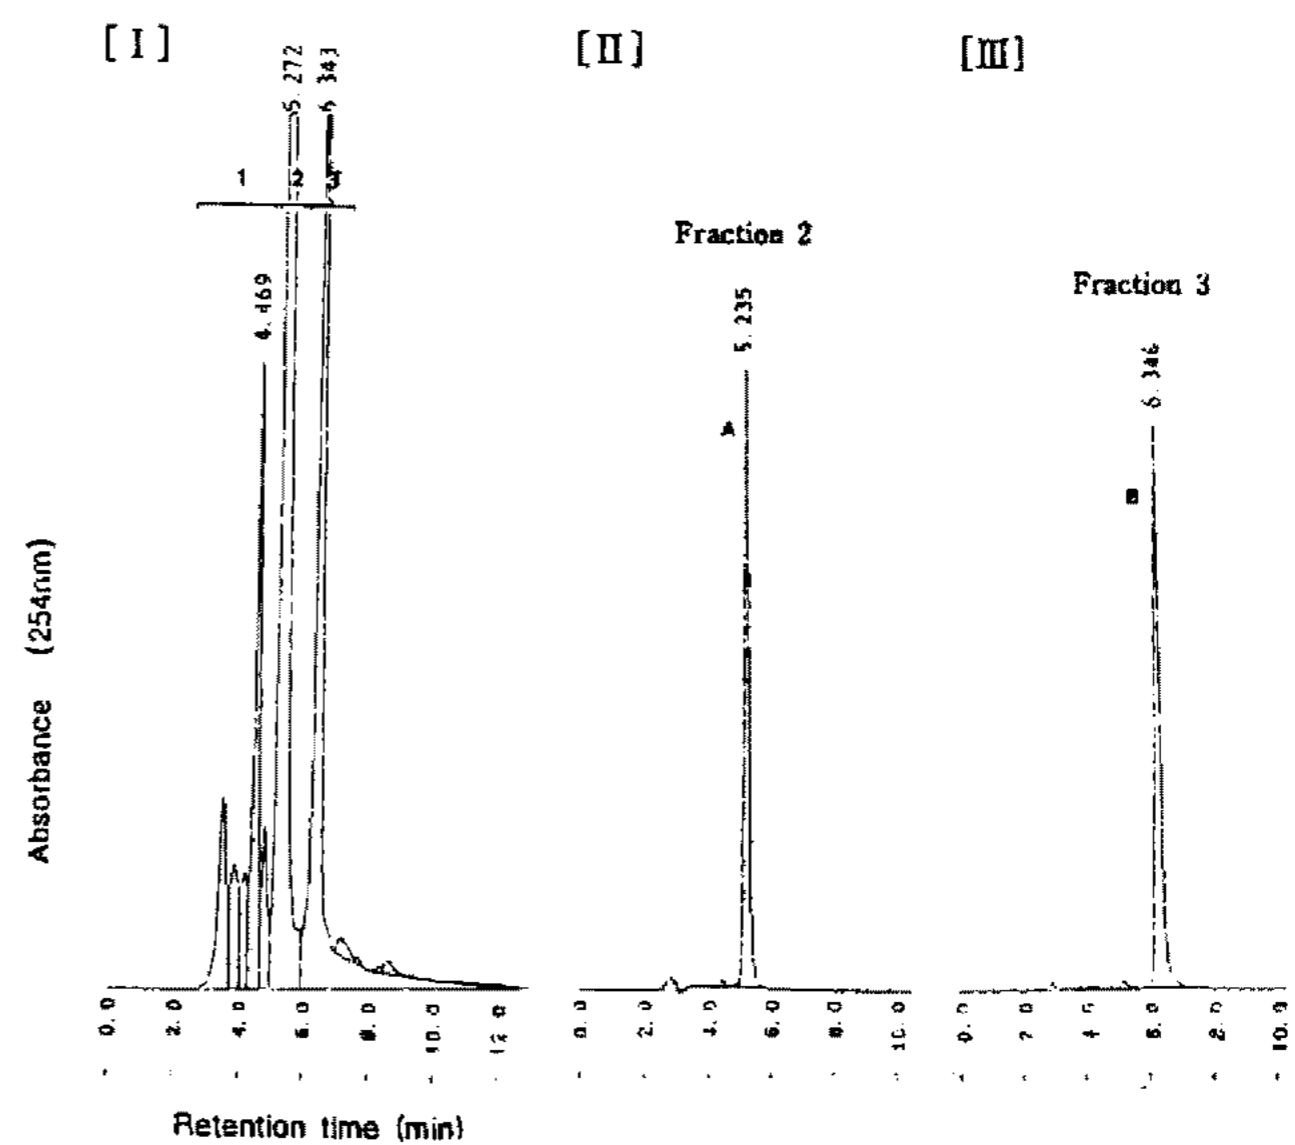 [ I ]
[ II ]
[ III ]
5. 272
1 2 3
Fraction 2
Fraction 3
4. 469
5. 235
6. 346
A
B
Absorbance (254nm)
0. 0 2. 0 4. 0 6. 0 8. 0 10. 0 12. 0
0. 0 2. 0 4. 0 6. 0 8. 0 10. 0
Retention time (min)